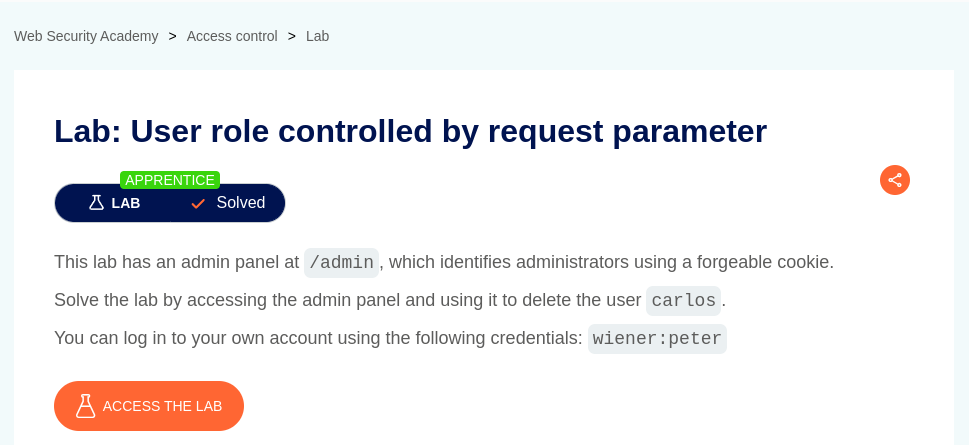 Web Security Academy > Access control > Lab
Lab: User role controlled by request parameter
APPRENTICE
LAB Solved
This lab has an admin panel at /admin, which identifies administrators using a forgeable cookie.
Solve the lab by accessing the admin panel and using it to delete the user carlos.
You can log in to your own account using the following credentials: wiener:peter
ACCESS THE LAB